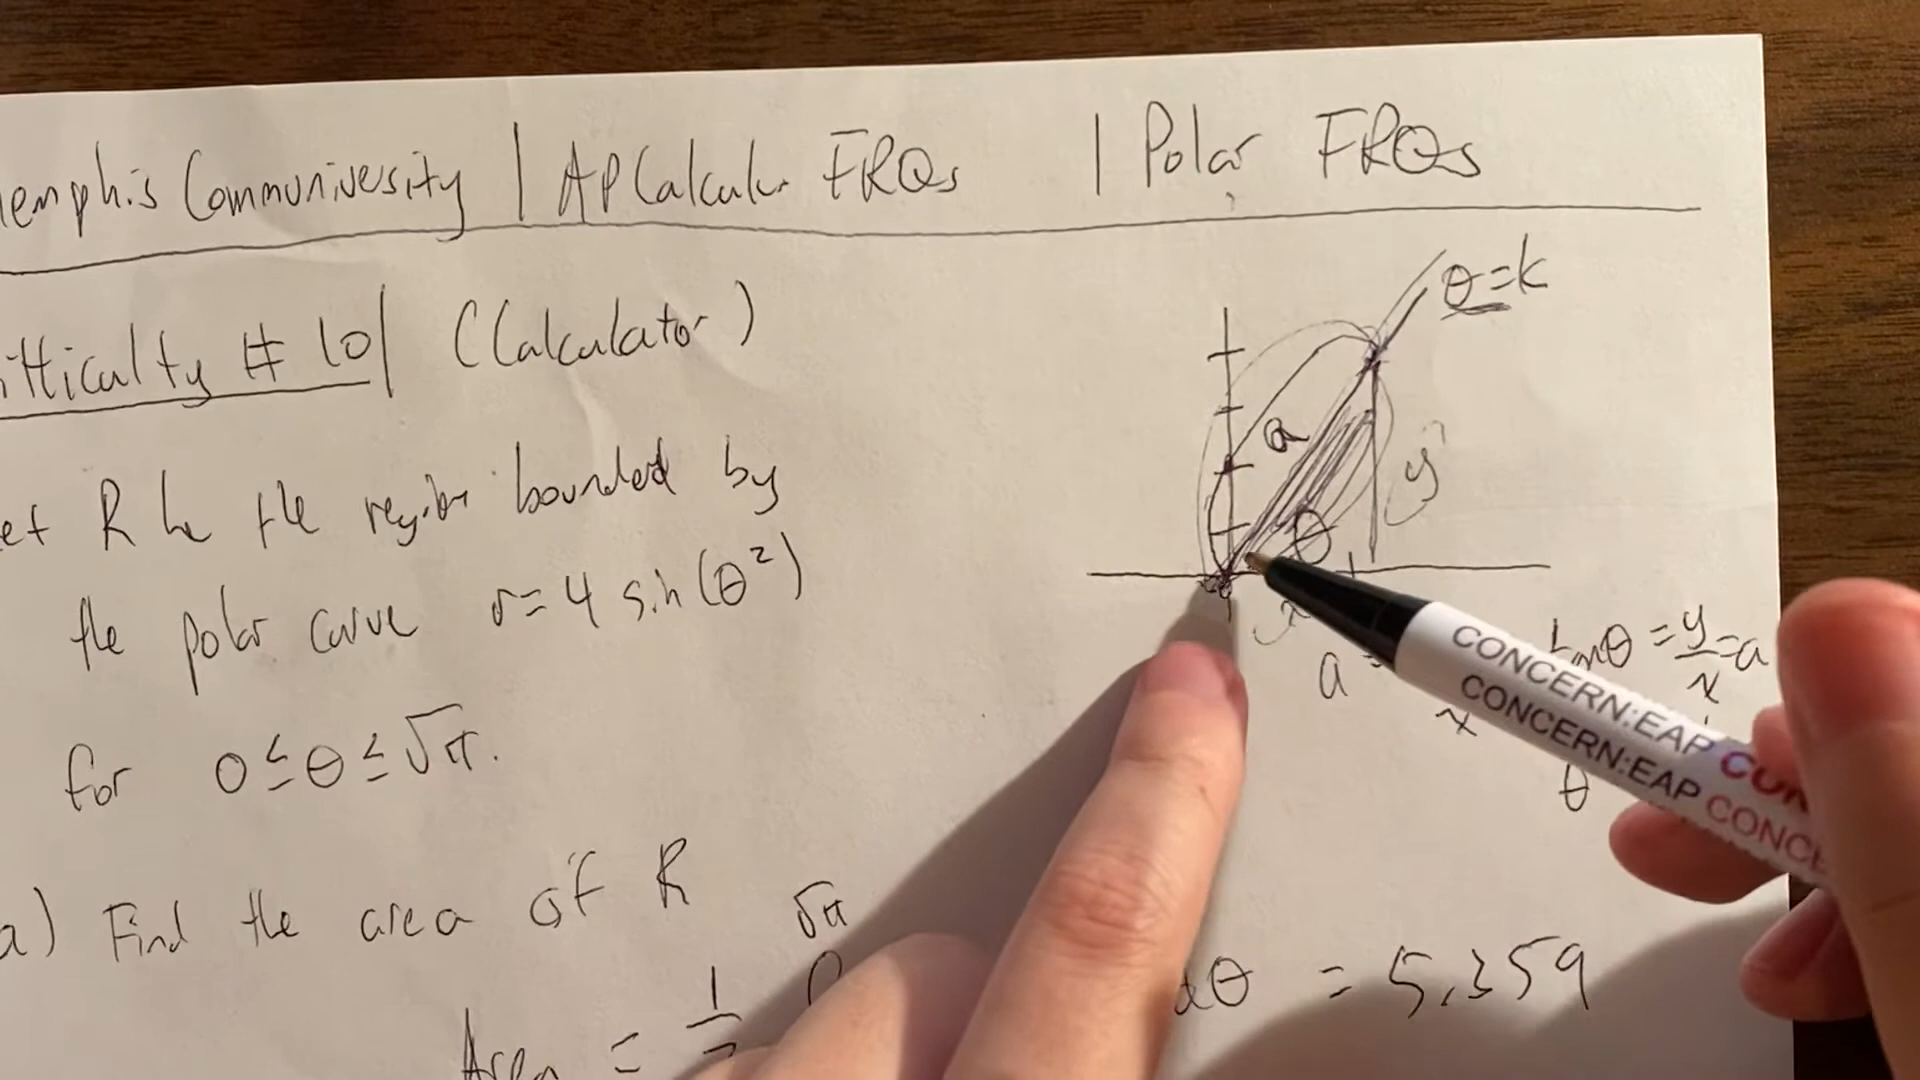 emphis Communiversity | AP Calculus FRQs | Polar FRQs
ifficulty # 10| (Calculator)
θ=k
a
y
et R be the region bounded by
θ
the polar curve r=4 sin(θ²)
x
tanθ = y/x = a
a =
x
for 0≤θ≤√π.
θ
a) Find the area of R
√π
Area = 1 dθ = 5.359
CONCERN:EAP
CONCERN:EAP CONCE